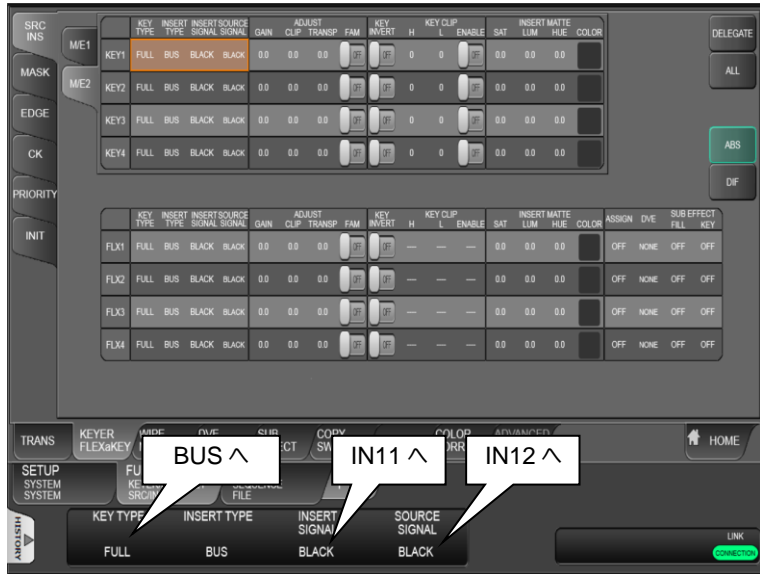 SRC
INS
MASK
EDGE
CK
PRIORITY
INIT
M/E1
M/E2
KEY TYPE INSERT TYPE INSERT SIGNAL SOURCE SIGNAL GAIN ADJUST CLIP TRANSP FAM KEY INVERT KEY CLIP H L ENABLE SAT INSERT MATTE LUM HUE COLOR
KEY1 FULL BUS BLACK BLACK 0.0 0.0 0.0 OFF OFF 0 0 OFF 0.0 0.0 0.0
KEY2 FULL BUS BLACK BLACK 0.0 0.0 0.0 OFF OFF 0 0 OFF 0.0 0.0 0.0
KEY3 FULL BUS BLACK BLACK 0.0 0.0 0.0 OFF OFF 0 0 OFF 0.0 0.0 0.0
KEY4 FULL BUS BLACK BLACK 0.0 0.0 0.0 OFF OFF 0 0 OFF 0.0 0.0 0.0
DELEGATE
ALL
ABS
DIF
KEY TYPE INSERT TYPE INSERT SIGNAL SOURCE SIGNAL GAIN ADJUST CLIP TRANSP FAM KEY INVERT KEY CLIP H L ENABLE SAT INSERT MATTE LUM HUE COLOR ASSIGN DVE SUB EFFECT FILL KEY
FLX1 FULL BUS BLACK BLACK 0.0 0.0 0.0 OFF OFF — — — 0.0 0.0 0.0 OFF NONE OFF OFF
FLX2 FULL BUS BLACK BLACK 0.0 0.0 0.0 OFF OFF — — — 0.0 0.0 0.0 OFF NONE OFF OFF
FLX3 FULL BUS BLACK BLACK 0.0 0.0 0.0 OFF OFF — — — 0.0 0.0 0.0 OFF NONE OFF OFF
FLX4 FULL BUS BLACK BLACK 0.0 0.0 0.0 OFF OFF — — — 0.0 0.0 0.0 OFF NONE OFF OFF
TRANS
KEYER
FLEXaKEY
WIPE
DVE
SUB
COPY
COLOR
ADVANCED
HOME
BUS へ
IN11 へ
IN12 へ
SETUP
SYSTEM
SYSTEM
FILE
HISTORY
KEY TYPE
FULL
INSERT TYPE
BUS
INSERT
SIGNAL
BLACK
SOURCE
SIGNAL
BLACK
LINK
CONNECTION